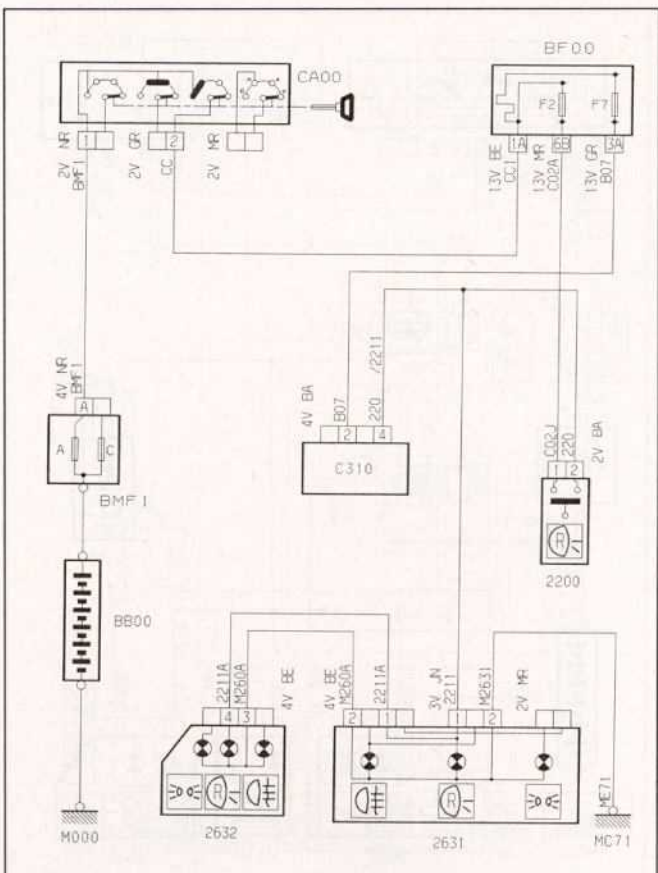 CA00
BF00
F2
F7
1
2
1A
6B
3A
2V NR
BMF1
2V GR
CC
2V MR
13V BE
CC1
13V MR
C02A
13V GR
B07
4V NR
BMF1
A
A
C
BMF1
4V BA
B07
220
/2211
2
4
C310
C02J
220
2V BA
1
2
R
2200
BB00
2211A
M260A
4V BE
4V BE
M260A
2211A
3V JN
2211
M2631
2V MR
4
3
2
1
1
2
R
R
ME71
M000
2632
2631
MC71